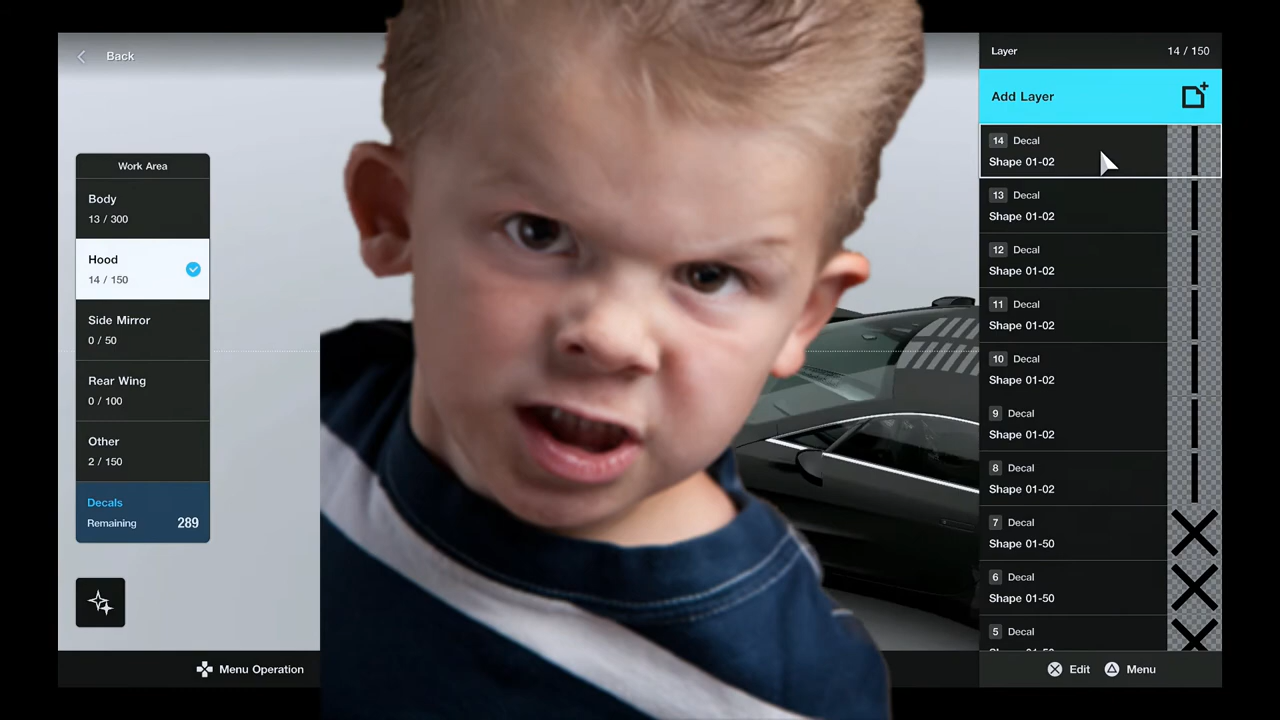 Back
Work Area
Body
13 / 300
Hood
14 / 150
Side Mirror
0 / 50
Rear Wing
0 / 100
Other
2 / 150
Decals
Remaining 289
Menu Operation
Layer 14 / 150
Add Layer
14 Decal
Shape 01-02
13 Decal
Shape 01-02
12 Decal
Shape 01-02
11 Decal
Shape 01-02
10 Decal
Shape 01-02
9 Decal
Shape 01-02
8 Decal
Shape 01-02
7 Decal
Shape 01-50
6 Decal
Shape 01-50
5 Decal
Edit Menu